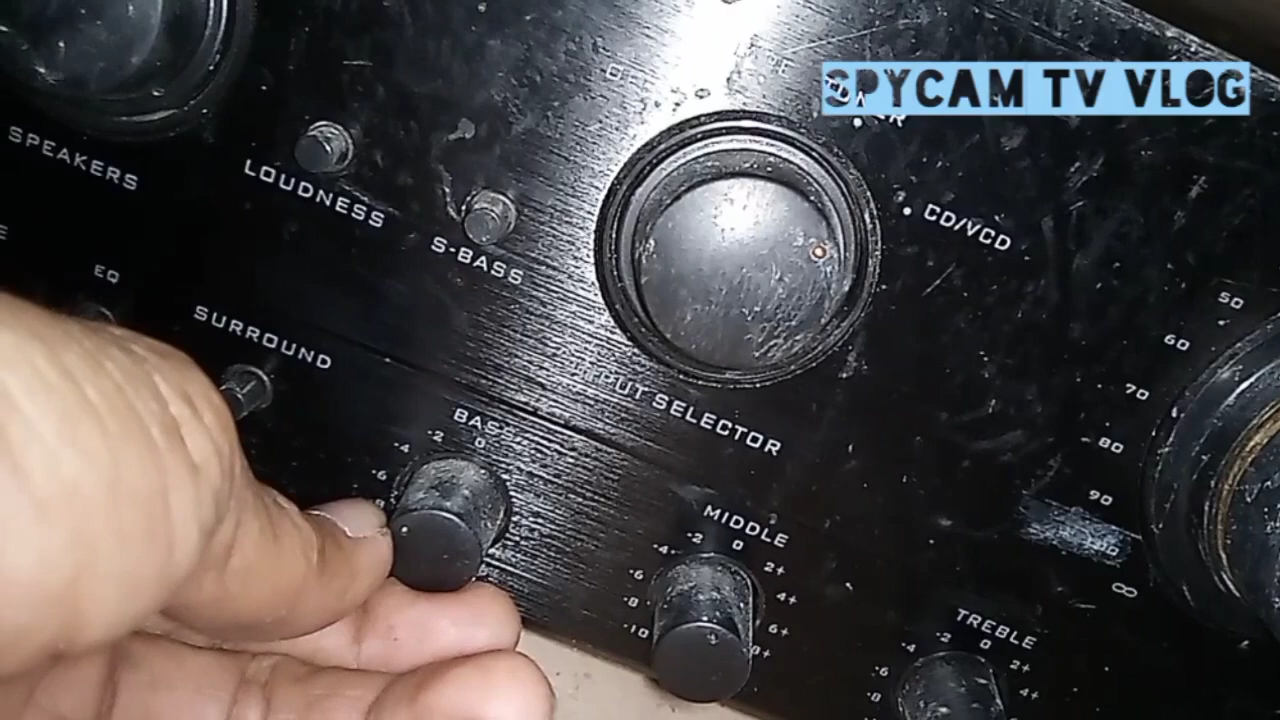 SPYCAM TV VLOG
SPEAKERS
LOUDNESS
S-BASS
CD/VCD
EQ
SURROUND
INPUT SELECTOR
50
60
70
80
90
∞
BASS
-6 -4 -2 0
MIDDLE
-10 -8 -6 -4 -2 0 2+ 4+ 6+ 8+
TREBLE
-8 -6 -4 -2 0 2+ 4+